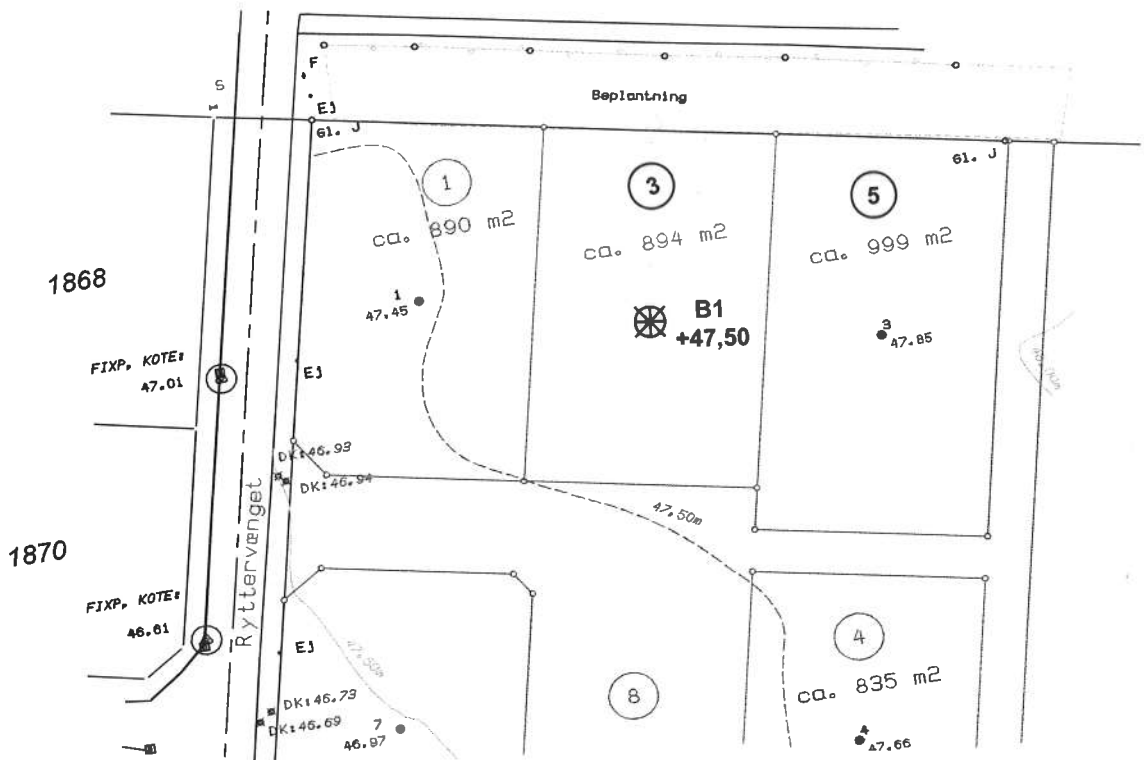 F
S
Beplantning
Ej
Gl. J
Gl. J
1
3
5
ca. 890 m2
ca. 894 m2
ca. 999 m2
1868
1
47.45
B1
+47,50
3
47.85
FIXP. KOTE:
47.01
Ej
DK:46.93
DK:46.94
47.50m
Ryttervænget
1870
FIXP. KOTE:
46.61
Ej
4
ca. 835 m2
8
DK:46.73
DK:46.69
7
46.97
4
47.66